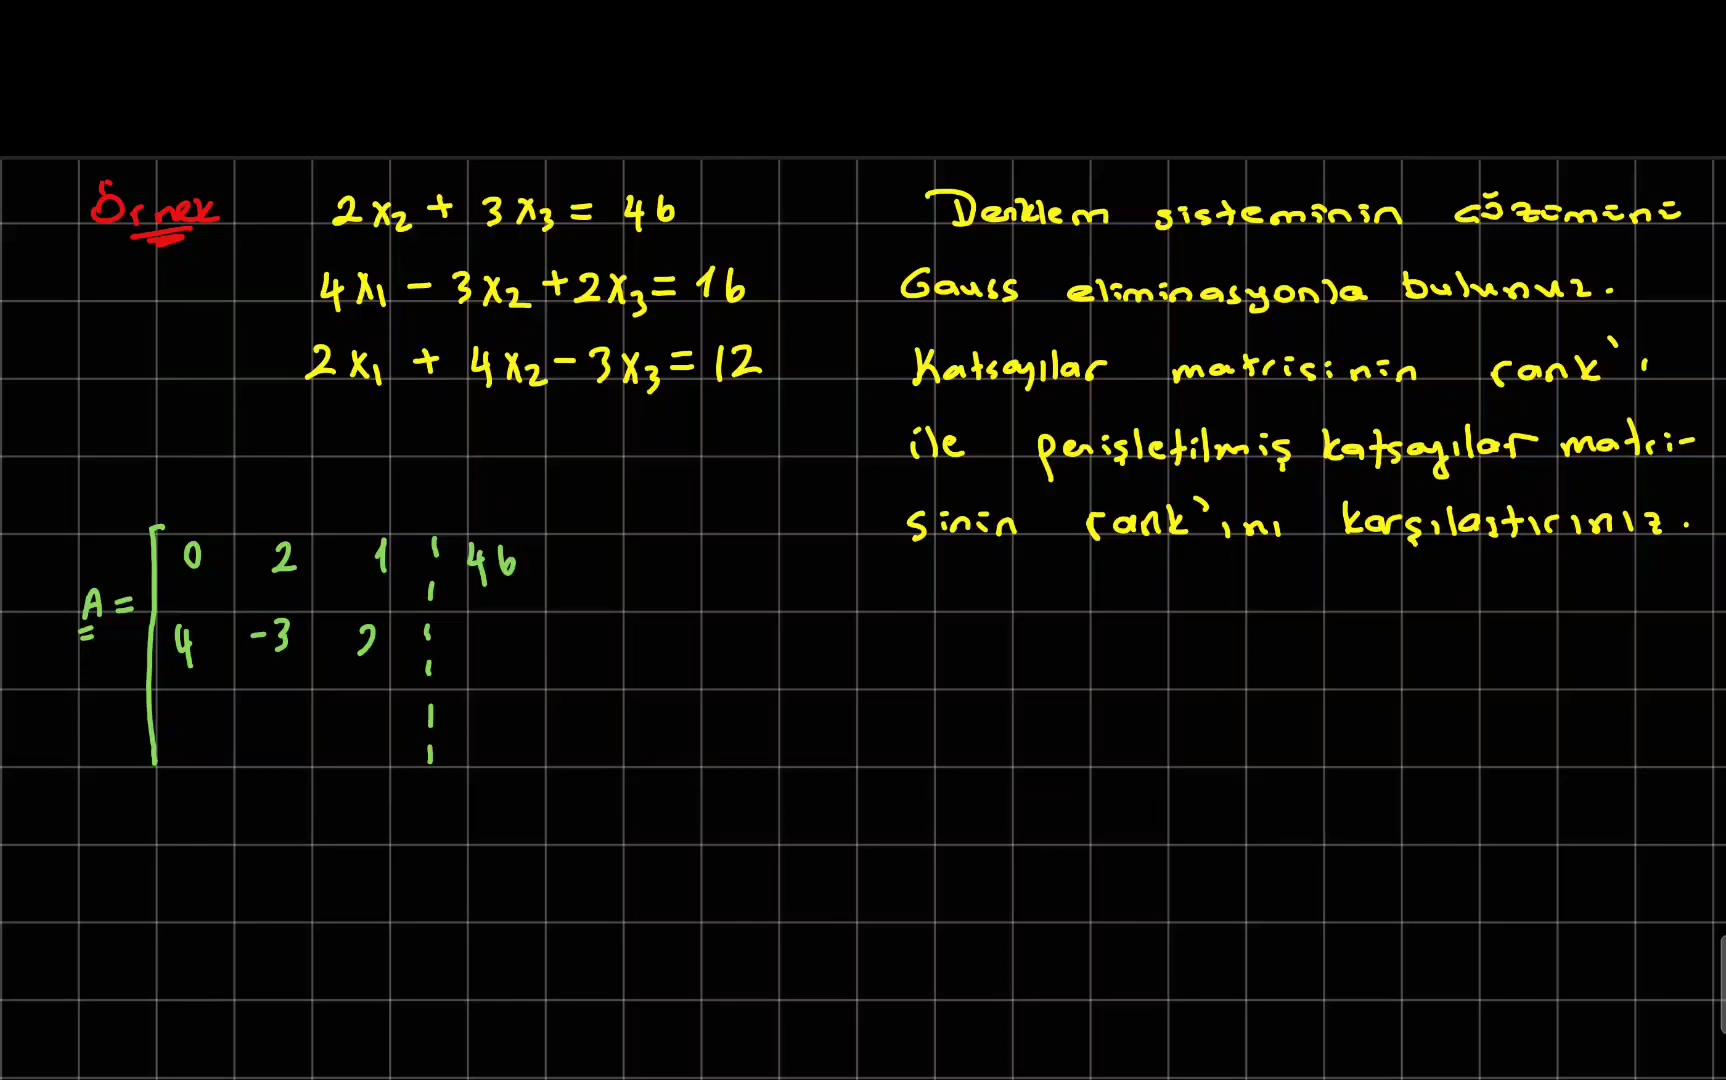 Örnek
2x₂ + 3x₃ = 46
4x₁ - 3x₂ + 2x₃ = 16
2x₁ + 4x₂ - 3x₃ = 12
Denklem sisteminin çözümünü
Gauss eliminasyonla bulunuz.
Katsayılar matrisinin rank'ı
ile genişletilmiş katsayılar matri-
sinin rank'ını karşılaştırınız.
A = [ 0 2 1 ¦ 46
4 -3 2 ¦